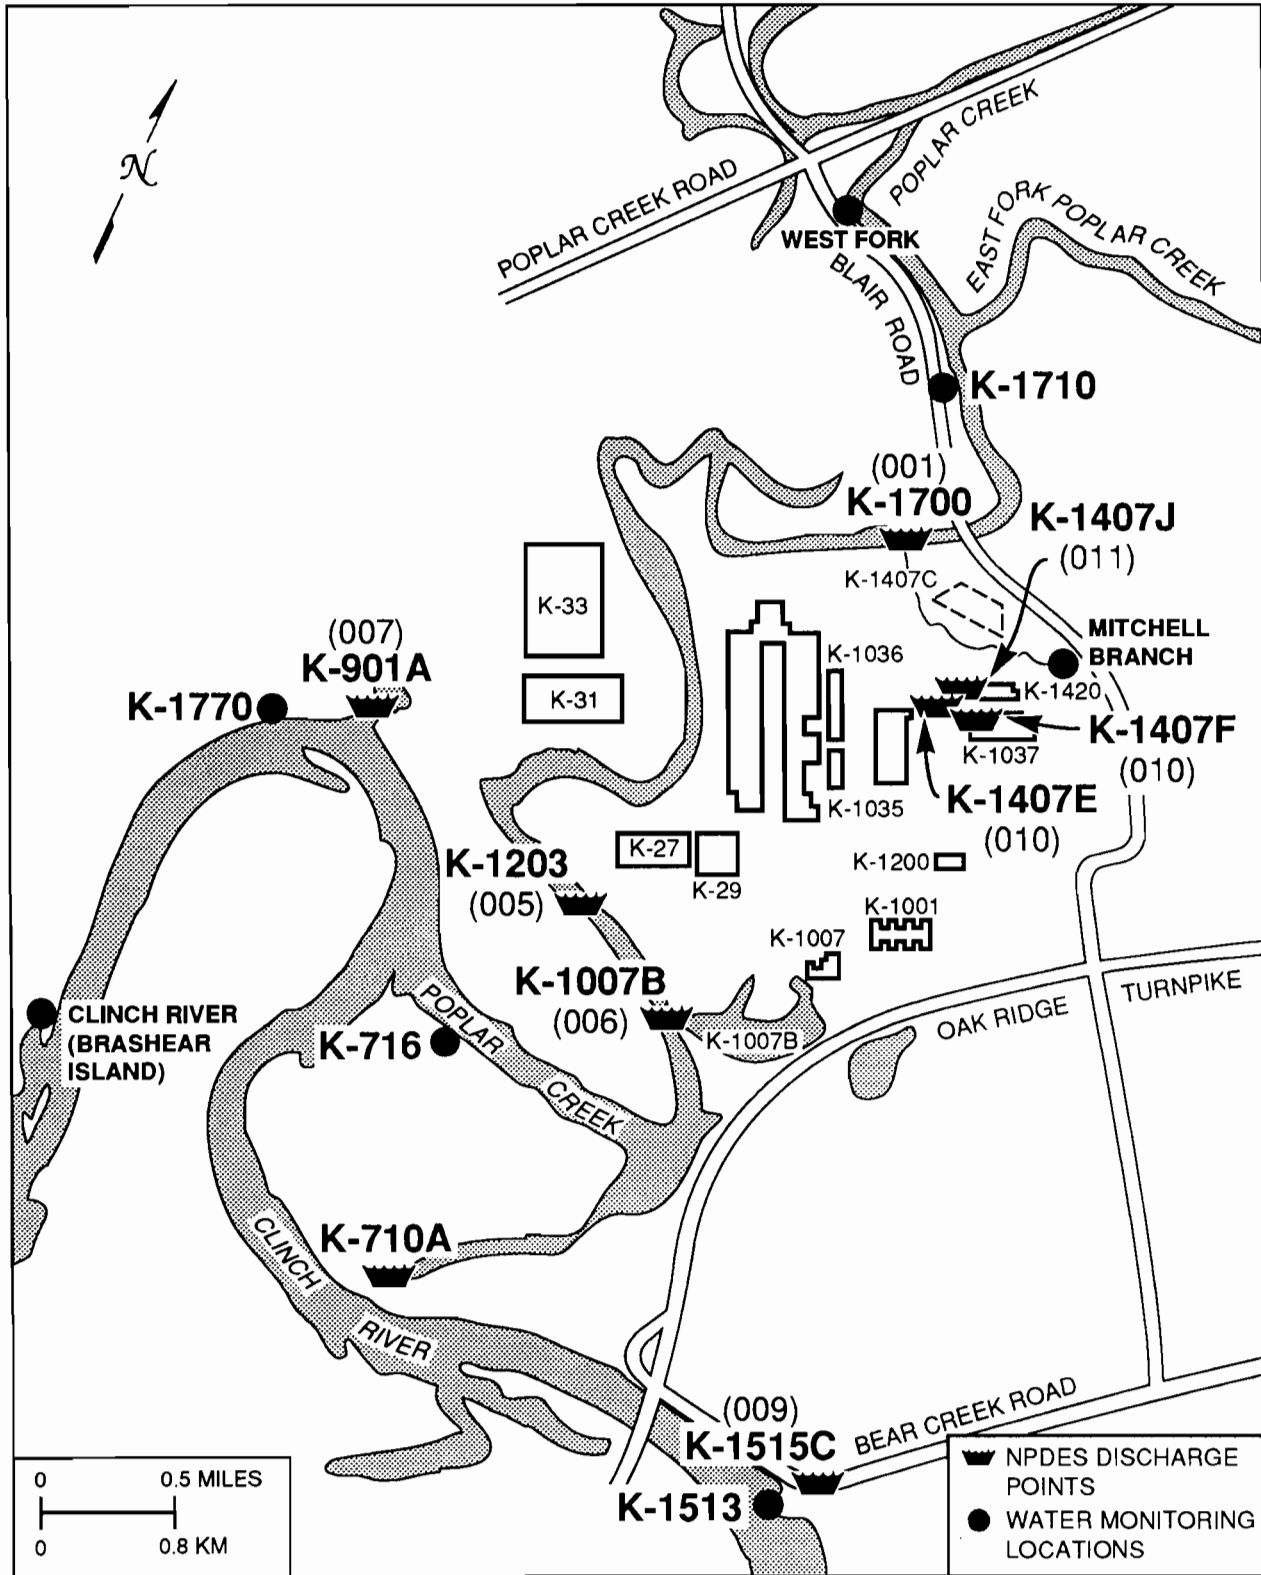 N
POPLAR CREEK ROAD
POPLAR CREEK
WEST FORK
EAST FORK POPLAR CREEK
BLAIR ROAD
K-1710
(001)
K-1700
K-1407J
(011)
K-1407C
K-33
MITCHELL
BRANCH
(007)
K-901A
K-1036
K-1770
K-31
K-1420
K-1407F
(010)
K-1037
K-1035
K-1407E
(010)
K-27
K-1203
(005)
K-29
K-1200
K-1001
K-1007
K-1007B
(006)
K-1007B
OAK RIDGE
TURNPIKE
CLINCH RIVER
(BRASHEAR
ISLAND)
K-716
POPLAR
CREEK
K-710A
CLINCH
RIVER
(009)
K-1515C
BEAR CREEK ROAD
K-1513
0 0.5 MILES
0 0.8 KM
NPDES DISCHARGE
POINTS
WATER MONITORING
LOCATIONS